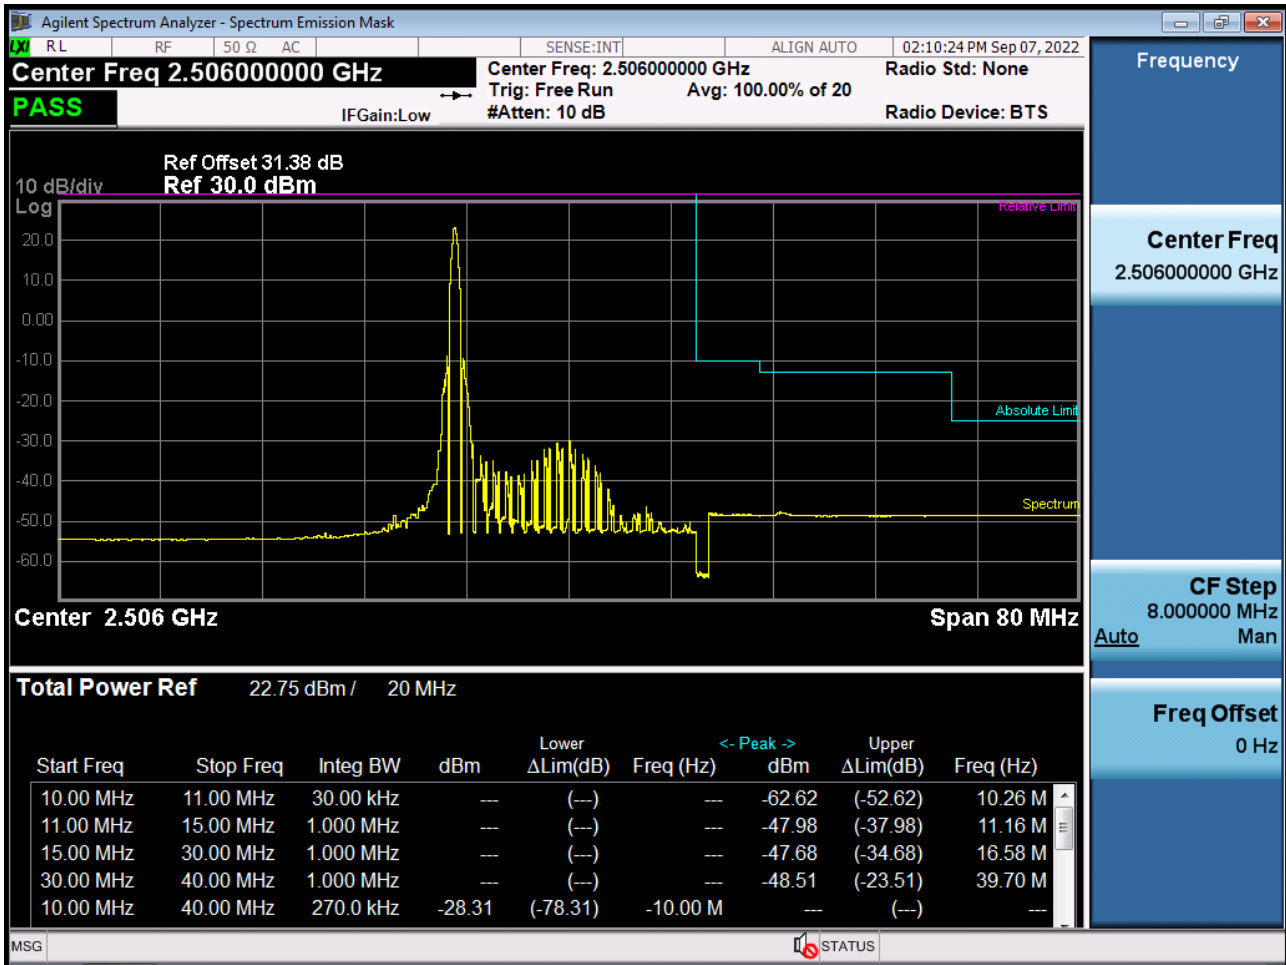 Agilent Spectrum Analyzer - Spectrum Emission Mask
LXI RL RF 50 Ω AC SENSE:INT ALIGN AUTO 02:10:24 PM Sep 07, 2022
Center Freq 2.506000000 GHz
Center Freq: 2.506000000 GHz Radio Std: None
Trig: Free Run Avg: 100.00% of 20
PASS
IFGain:Low #Atten: 10 dB Radio Device: BTS
Ref Offset 31.38 dB
10 dB/div Ref 30.0 dBm
Log
Relative Limit
20.0
10.0
0.00
-10.0
-20.0
Absolute Limit
-30.0
-40.0
Spectrum
-50.0
-60.0
Center 2.506 GHz Span 80 MHz
Total Power Ref 22.75 dBm / 20 MHz
Lower <- Peak -> Upper
Start Freq Stop Freq Integ BW dBm ΔLim(dB) Freq (Hz) dBm ΔLim(dB) Freq (Hz)
10.00 MHz 11.00 MHz 30.00 kHz --- (---) --- -62.62 (-52.62) 10.26 M
11.00 MHz 15.00 MHz 1.000 MHz --- (---) --- -47.98 (-37.98) 11.16 M
15.00 MHz 30.00 MHz 1.000 MHz --- (---) --- -47.68 (-34.68) 16.58 M
30.00 MHz 40.00 MHz 1.000 MHz --- (---) --- -48.51 (-23.51) 39.70 M
10.00 MHz 40.00 MHz 270.0 kHz -28.31 (-78.31) -10.00 M --- (---) ---
MSG STATUS
Frequency
Center Freq
2.506000000 GHz
CF Step
8.000000 MHz
Auto Man
Freq Offset
0 Hz